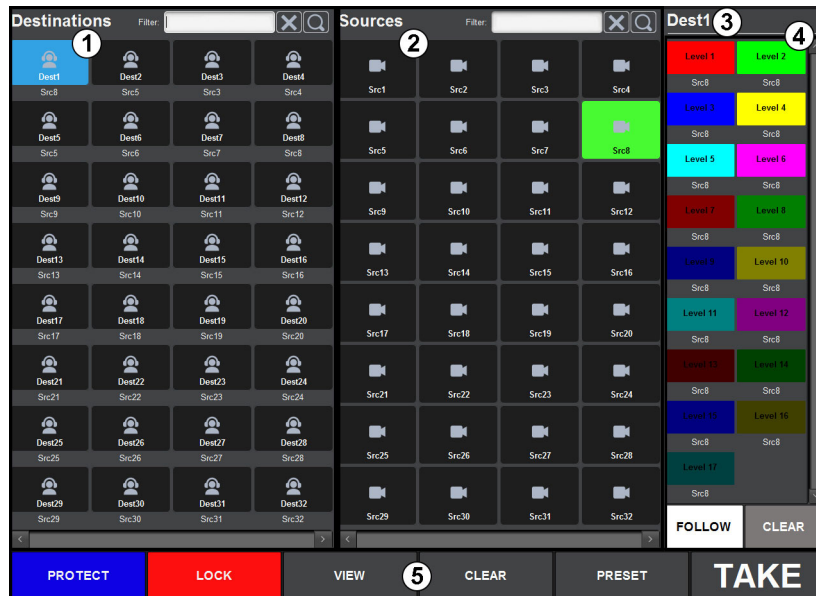 Destinations Filter: Sources Filter: Dest1
1 2 3 4
Dest1 Dest2 Dest3 Dest4
Src8 Src5 Src3 Src4
Dest5 Dest6 Dest7 Dest8
Src5 Src6 Src7 Src8
Dest9 Dest10 Dest11 Dest12
Src9 Src10 Src11 Src12
Dest13 Dest14 Dest15 Dest16
Src13 Src14 Src15 Src16
Dest17 Dest18 Dest19 Dest20
Src17 Src18 Src19 Src20
Dest21 Dest22 Dest23 Dest24
Src21 Src22 Src23 Src24
Dest25 Dest26 Dest27 Dest28
Src25 Src26 Src27 Src28
Dest29 Dest30 Dest31 Dest32
Src29 Src30 Src31 Src32
Src1 Src2 Src3 Src4
Src5 Src6 Src7 Src8
Src9 Src10 Src11 Src12
Src13 Src14 Src15 Src16
Src17 Src18 Src19 Src20
Src21 Src22 Src23 Src24
Src25 Src26 Src27 Src28
Src29 Src30 Src31 Src32
Level 1 Level 2
Src8 Src8
Level 3 Level 4
Src8 Src8
Level 5 Level 6
Src8 Src8
Level 7 Level 8
Src8 Src8
Level 9 Level 10
Src8 Src8
Level 11 Level 12
Src8 Src8
Level 13 Level 14
Src8 Src8
Level 15 Level 16
Src8 Src8
Level 17
Src8
FOLLOW CLEAR
PROTECT LOCK VIEW 5 CLEAR PRESET TAKE